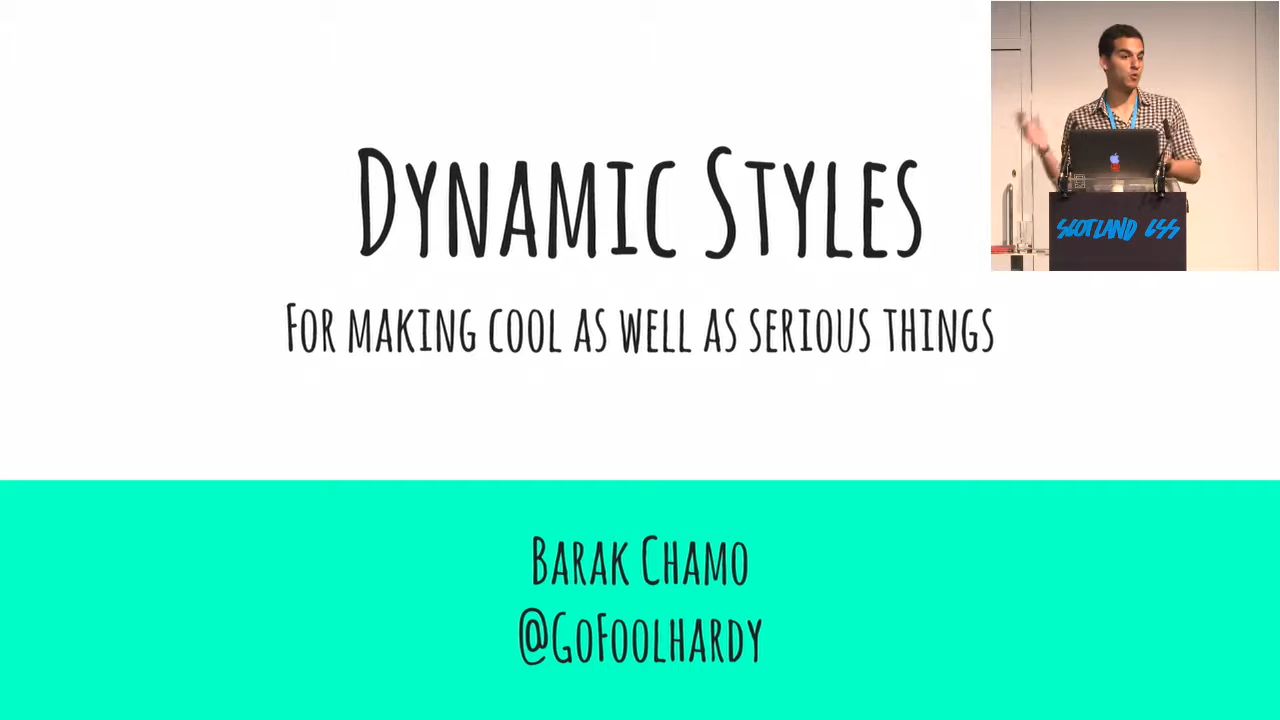 Dynamic Styles
For making cool as well as serious things
Barak Chamo
@GoFoolhardy
SCOTLAND CSS